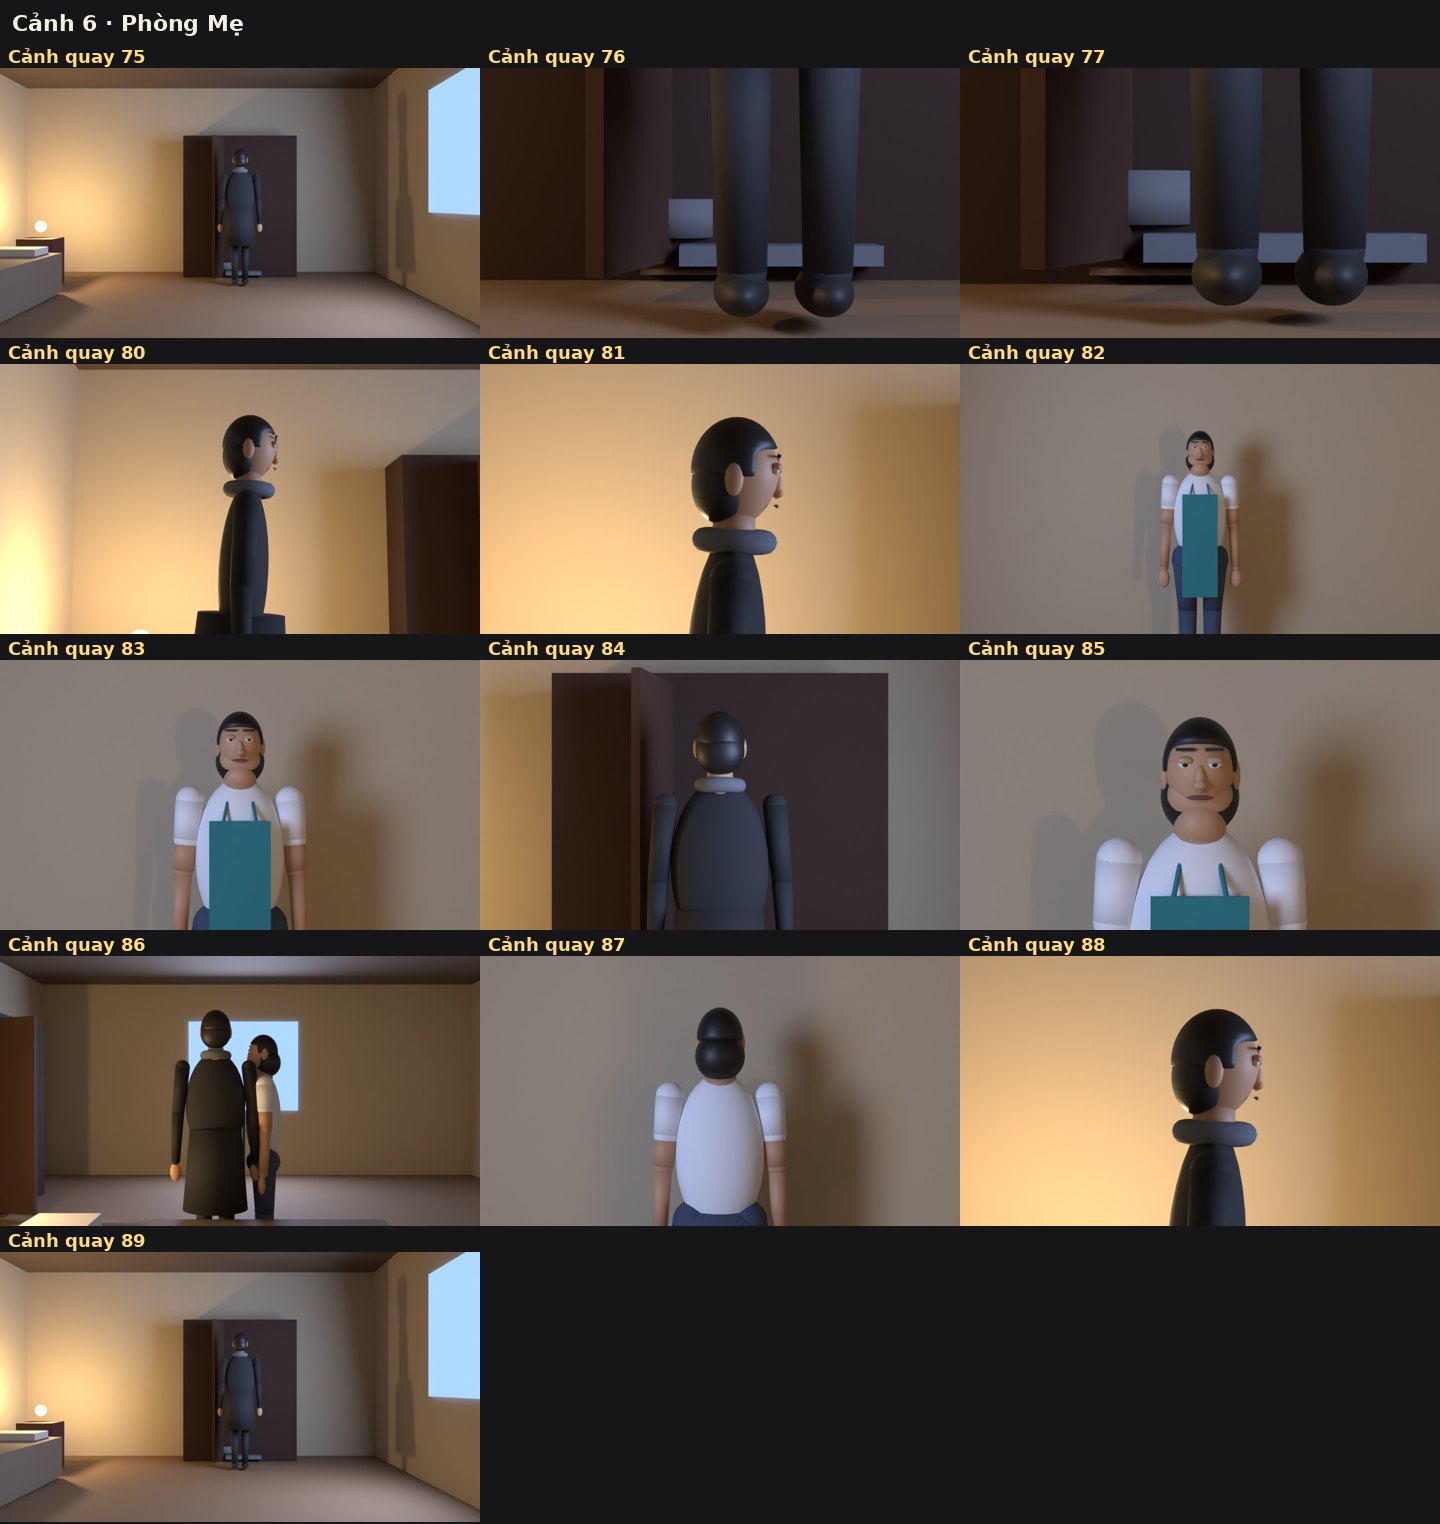 Cảnh 6 · Phòng Mẹ
Cảnh quay 75
Cảnh quay 76
Cảnh quay 77
Cảnh quay 80
Cảnh quay 81
Cảnh quay 82
Cảnh quay 83
Cảnh quay 84
Cảnh quay 85
Cảnh quay 86
Cảnh quay 87
Cảnh quay 88
Cảnh quay 89